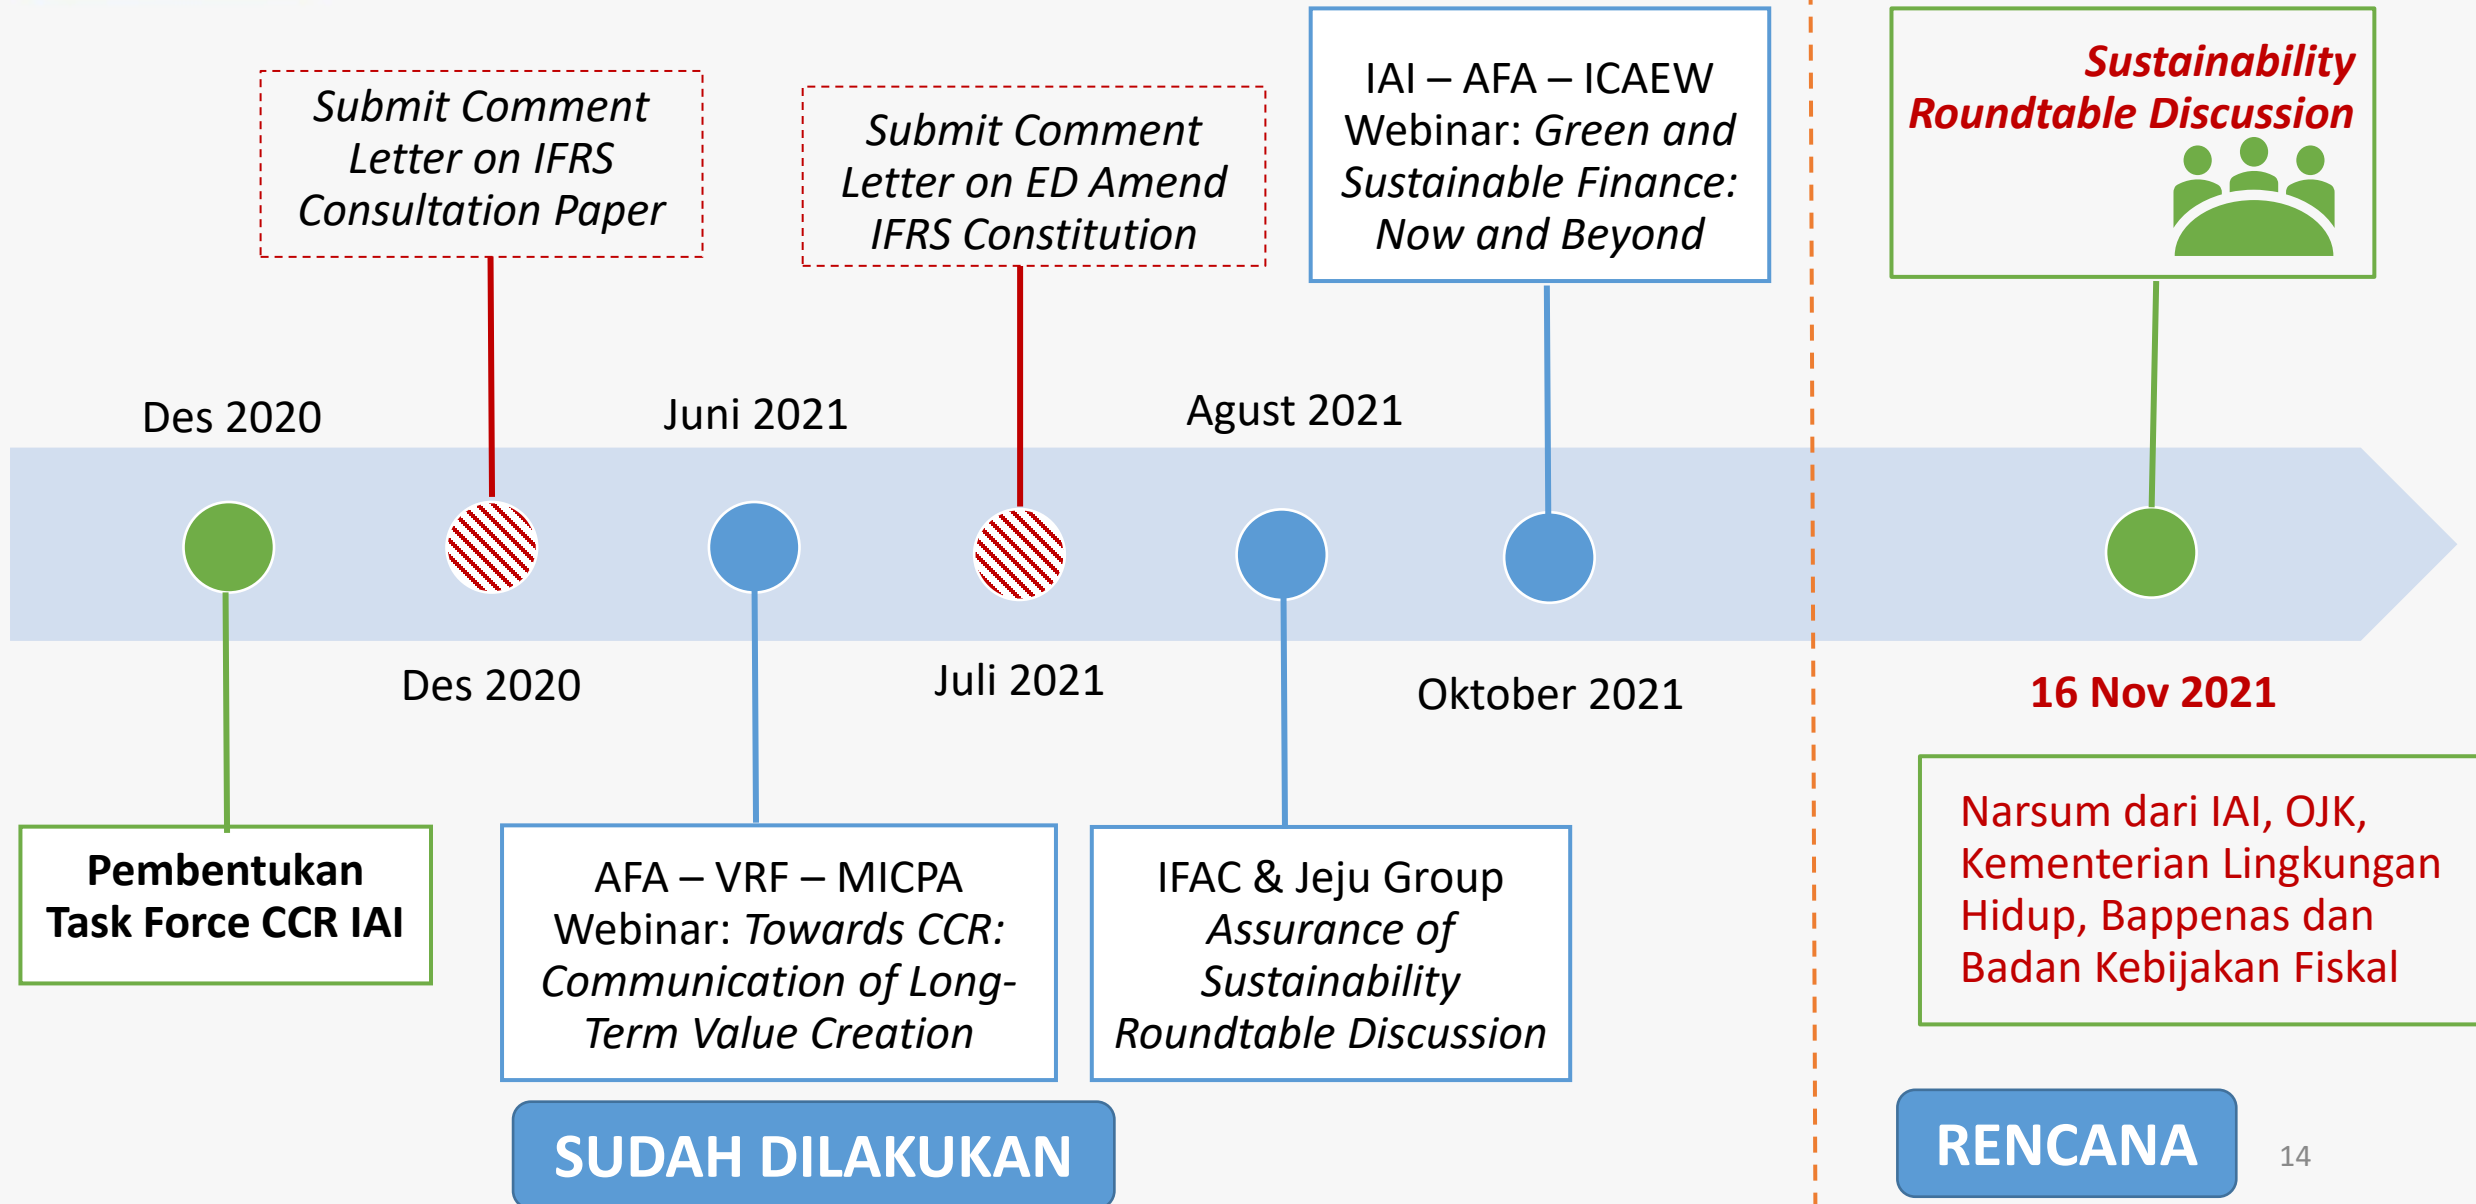 Submit Comment
Letter on IFRS
Consultation Paper
Submit Comment
Letter on ED Amend
IFRS Constitution
IAI – AFA – ICAEW
Webinar: Green and
Sustainable Finance:
Now and Beyond
Sustainability
Roundtable Discussion
Des 2020
Juni 2021
Agust 2021
Des 2020
Juli 2021
Oktober 2021
16 Nov 2021
Pembentukan
Task Force CCR IAI
AFA – VRF – MICPA
Webinar: Towards CCR:
Communication of Long-
Term Value Creation
IFAC & Jeju Group
Assurance of
Sustainability
Roundtable Discussion
Narsum dari IAI, OJK,
Kementerian Lingkungan
Hidup, Bappenas dan
Badan Kebijakan Fiskal
SUDAH DILAKUKAN
RENCANA
14